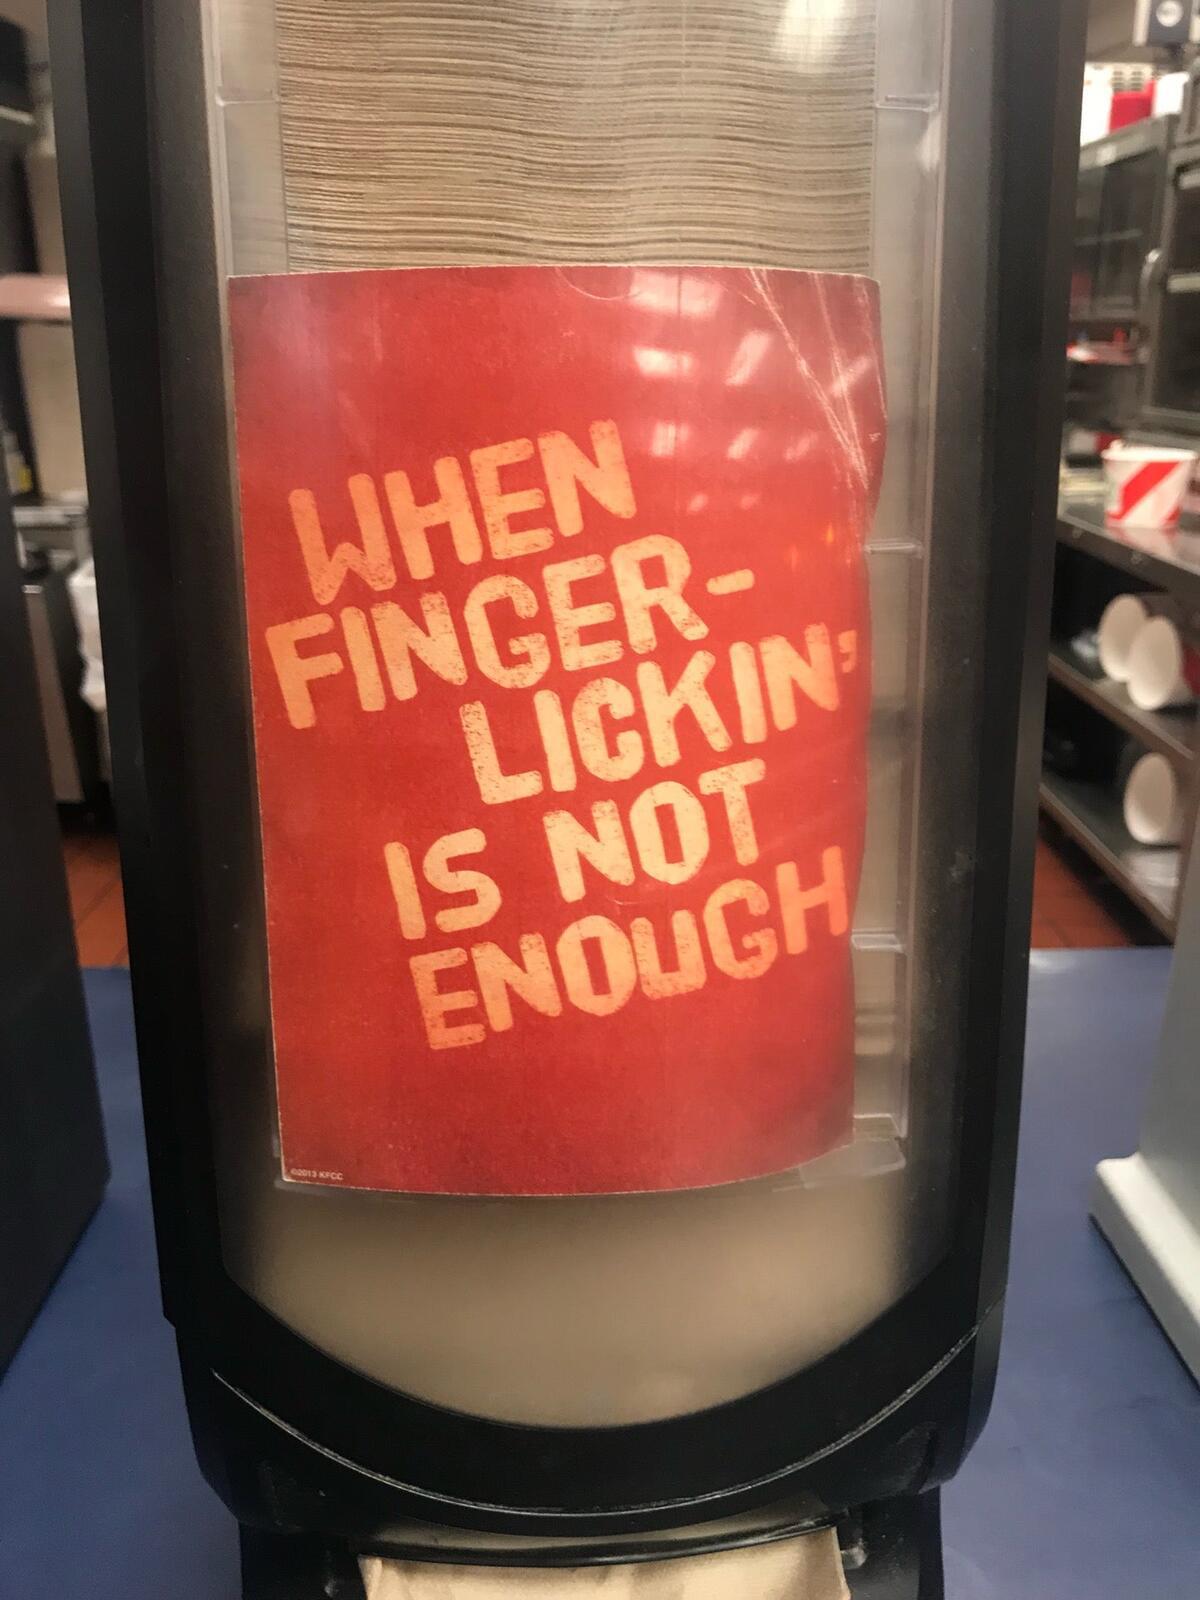 WHEN
FINGER-
LICKIN'
IS NOT
ENOUGH
©2013 KFCC